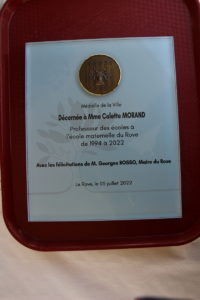 Médaille de la Ville
Décernée à Mme Colette MORAND
Professeur des écoles à
l'école maternelle du Rove
de 1994 à 2022
Avec les félicitations de M. Georges ROSSO, Maire du Rove
Le Rove, le 05 juillet 2022